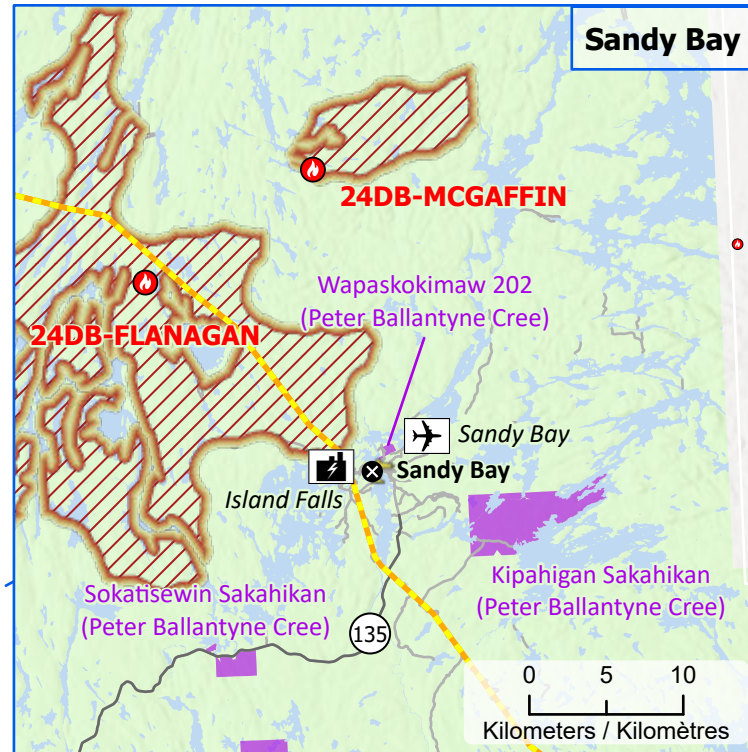 Sandy Bay
24DB-MCGAFFIN
Wapaskokimaw 202
(Peter Ballantyne Cree)
24DB-FLANAGAN
Sandy Bay
Sandy Bay
Island Falls
Kipahigan Sakahikan
(Peter Ballantyne Cree)
Sokatisewin Sakahikan
(Peter Ballantyne Cree)
135
0 5 10
Kilometers / Kilomètres